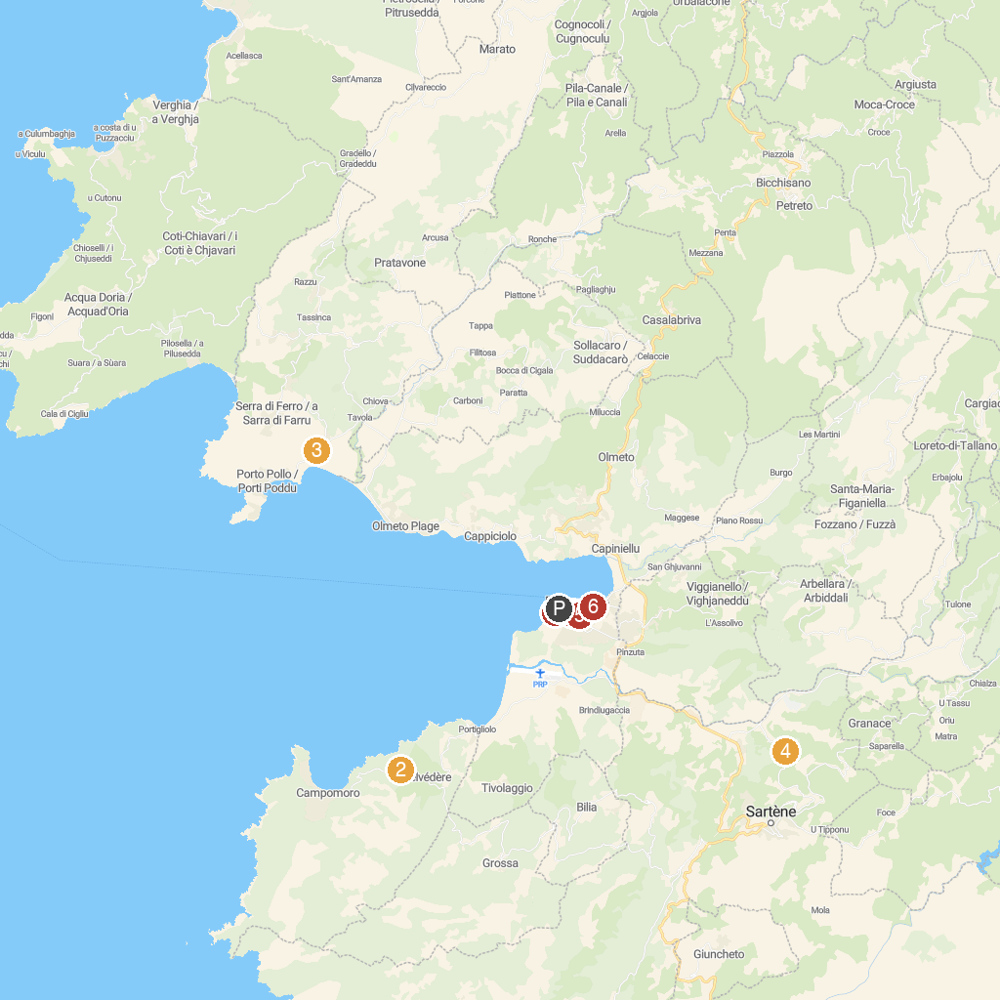 Pitrusedda
Porcone
Argjola
Urbalacone
Cognocoli /
Cugnoculu
Marato
Acellasca
Sant'Amanza
Cilvareccio
Pila-Canale /
Pila e Canali
Argiusta
Moca-Croce
Croce
Verghia /
a Verghja
a costa di u
Puzzacciu
a Culumbaghja
u Viculu
Arella
Gradello /
Gradeddu
Piazzola
Bicchisano
Petreto
u Cutonu
Coti-Chiavari / i
Coti è Chjavari
Arcusa
Ronche
Penta
Mezzana
Chioselli / i
Chjuseddi
Pratavone
Razzu
Piattone
Pagliaghju
Acqua Doria /
Acquad'Oria
Figoni
Tassinca
Tappa
Casalabriva
Pilosella / a
Pilusedda
Filitosa
Sollacaro /
Suddacarò
Celaccie
Suara / a Sùara
Bocca di Cigala
Paratta
Carboni
Chiova
Tavola
Serra di Ferro / a
Sarra di Farru
Cala di Cigliu
Miluccia
Cargiac
Les Martini
Loreto-di-Tallano
3
Olmeto
Burgo
Erbajolu
Porto Pollo /
Porti Poddu
Santa-Maria-
Figaniella
Olmeto Plage
Cappiciolo
Maggese
Piano Rossu
Fozzano / Fuzzà
Capiniellu
San Ghjuvanni
Viggianello /
Vighjaneddu
Arbellara /
Arbiddali
Tulone
P
6
L'Assolivo
Pinzuta
PRP
Chialza
Brindiugaccia
U Tassu
Portigliolo
Granace
Oriu
Matra
Saparella
4
2
Campomoro
Tivolaggio
Bilia
Sartène
Foce
U Tipponu
Grossa
Mola
Giuncheto